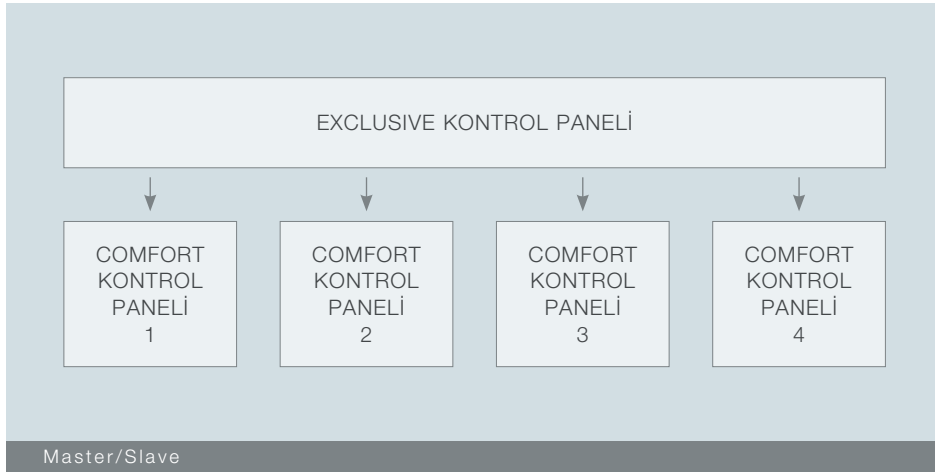 EXCLUSIVE KONTROL PANELİ
COMFORT
KONTROL
PANELİ
1
COMFORT
KONTROL
PANELİ
2
COMFORT
KONTROL
PANELİ
3
COMFORT
KONTROL
PANELİ
4
Master/Slave